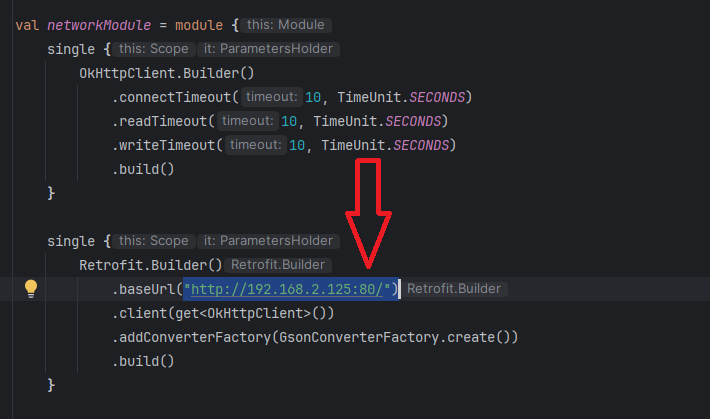 val networkModule = module { this: Module
single { this: Scope it: ParametersHolder
OkHttpClient.Builder()
.connectTimeout( timeout: 10, TimeUnit.SECONDS)
.readTimeout( timeout: 10, TimeUnit.SECONDS)
.writeTimeout( timeout: 10, TimeUnit.SECONDS)
.build()
}
single { this: Scope it: ParametersHolder
Retrofit.Builder() Retrofit.Builder
.baseUrl("http://192.168.2.125:80/") Retrofit.Builder
.client(get<OkHttpClient>())
.addConverterFactory(GsonConverterFactory.create())
.build()
}